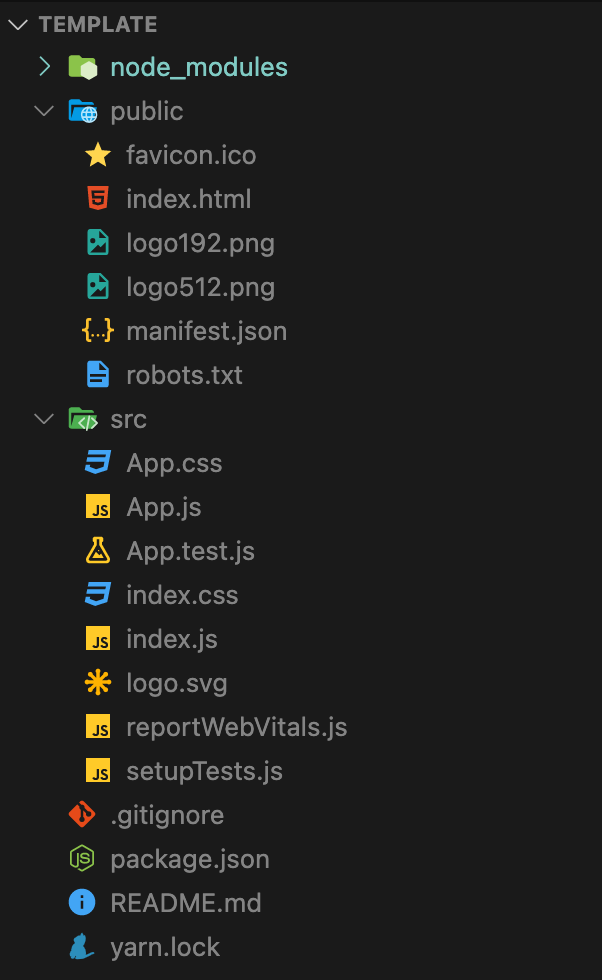 TEMPLATE
node_modules
public
favicon.ico
index.html
logo192.png
logo512.png
manifest.json
robots.txt
src
App.css
App.js
App.test.js
index.css
index.js
logo.svg
reportWebVitals.js
setupTests.js
.gitignore
package.json
README.md
yarn.lock